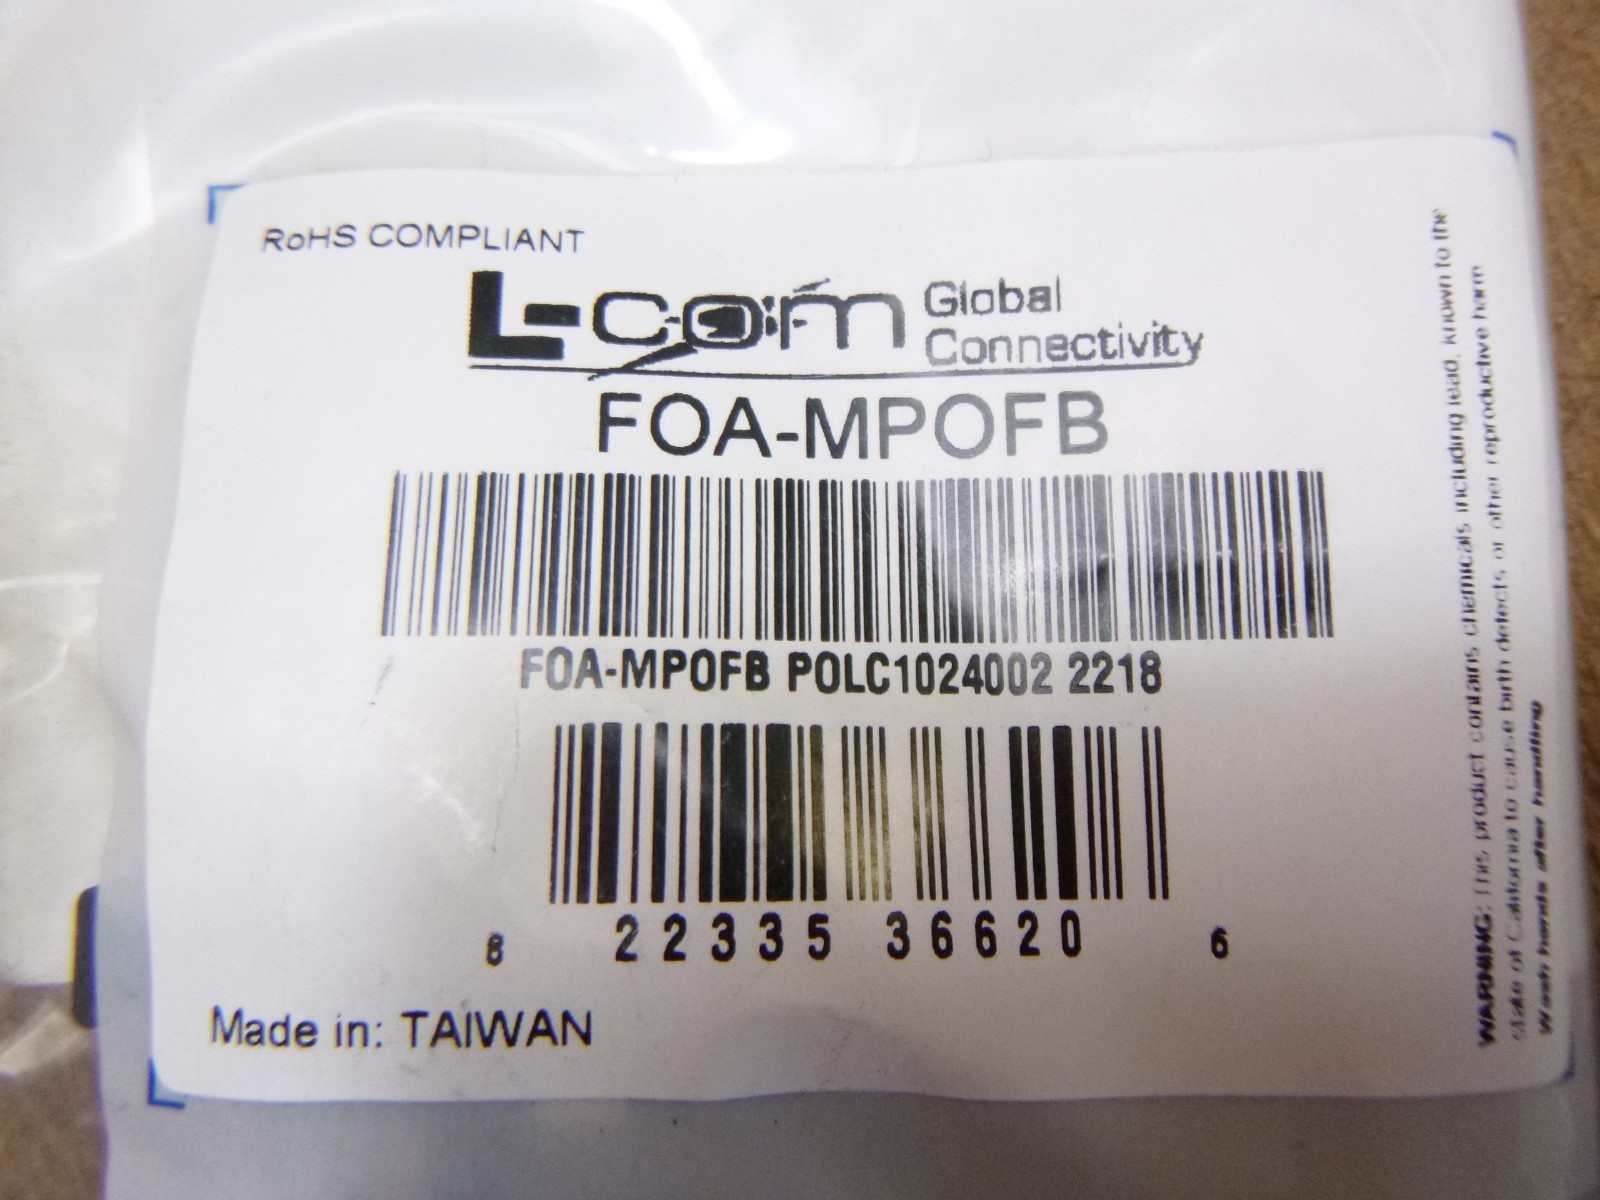 RoHS COMPLIANT
L-com Global
Connectivity
FOA-MPOFB
FOA-MPOFB POLC1024002 2218
8 22335 36620 6
Made in: TAIWAN
WARNING: This product contains chemicals including lead, known to the
state of California to cause birth defects or other reproductive harm
Wash hands after handling